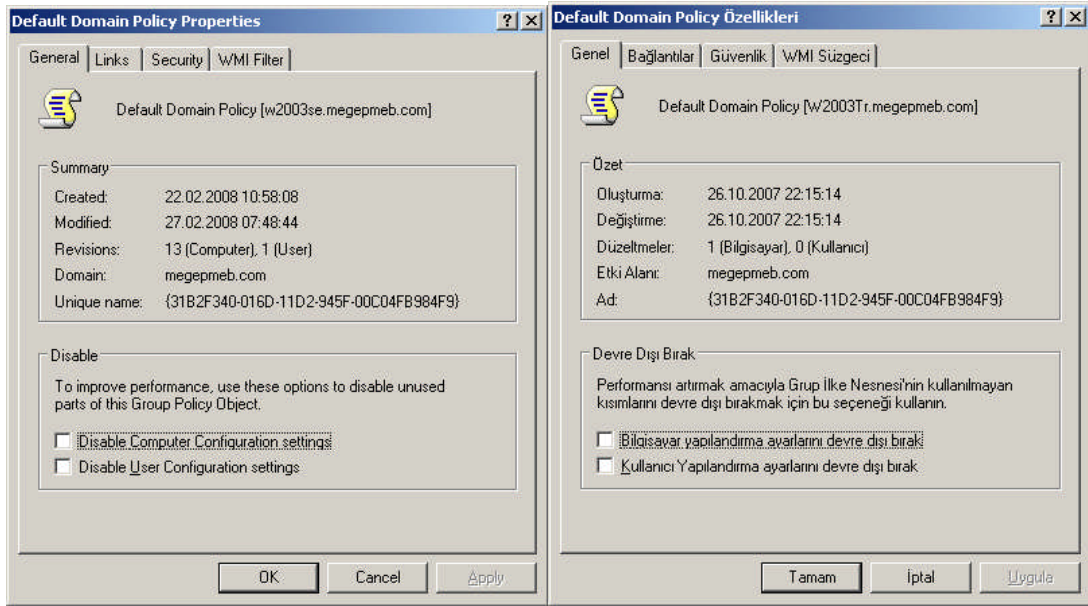 Default Domain Policy Properties
General Links Security WMI Filter
Default Domain Policy [w2003se.megepmeb.com]
Summary
Created: 22.02.2008 10:58:08
Modified: 27.02.2008 07:48:44
Revisions: 13 (Computer), 1 (User)
Domain: megepmeb.com
Unique name: {31B2F340-016D-11D2-945F-00C04FB984F9}
Disable
To improve performance, use these options to disable unused
parts of this Group Policy Object.
Disable Computer Configuration settings
Disable User Configuration settings
OK Cancel Apply
Default Domain Policy Özellikleri
Genel Bağlantılar Güvenlik WMI Süzgeci
Default Domain Policy [W2003Tr.megepmeb.com]
Özet
Oluşturma: 26.10.2007 22:15:14
Değiştirme: 26.10.2007 22:15:14
Düzeltmeler: 1 (Bilgisayar), 0 (Kullanıcı)
Etki Alanı: megepmeb.com
Ad: {31B2F340-016D-11D2-945F-00C04FB984F9}
Devre Dışı Bırak
Performansı artırmak amacıyla Grup İlke Nesnesi'nin kullanılmayan
kısımlarını devre dışı bırakmak için bu seçeneği kullanın.
Bilgisayar yapılandırma ayarlarını devre dışı bırak
Kullanıcı Yapılandırma ayarlarını devre dışı bırak
Tamam İptal Uygula